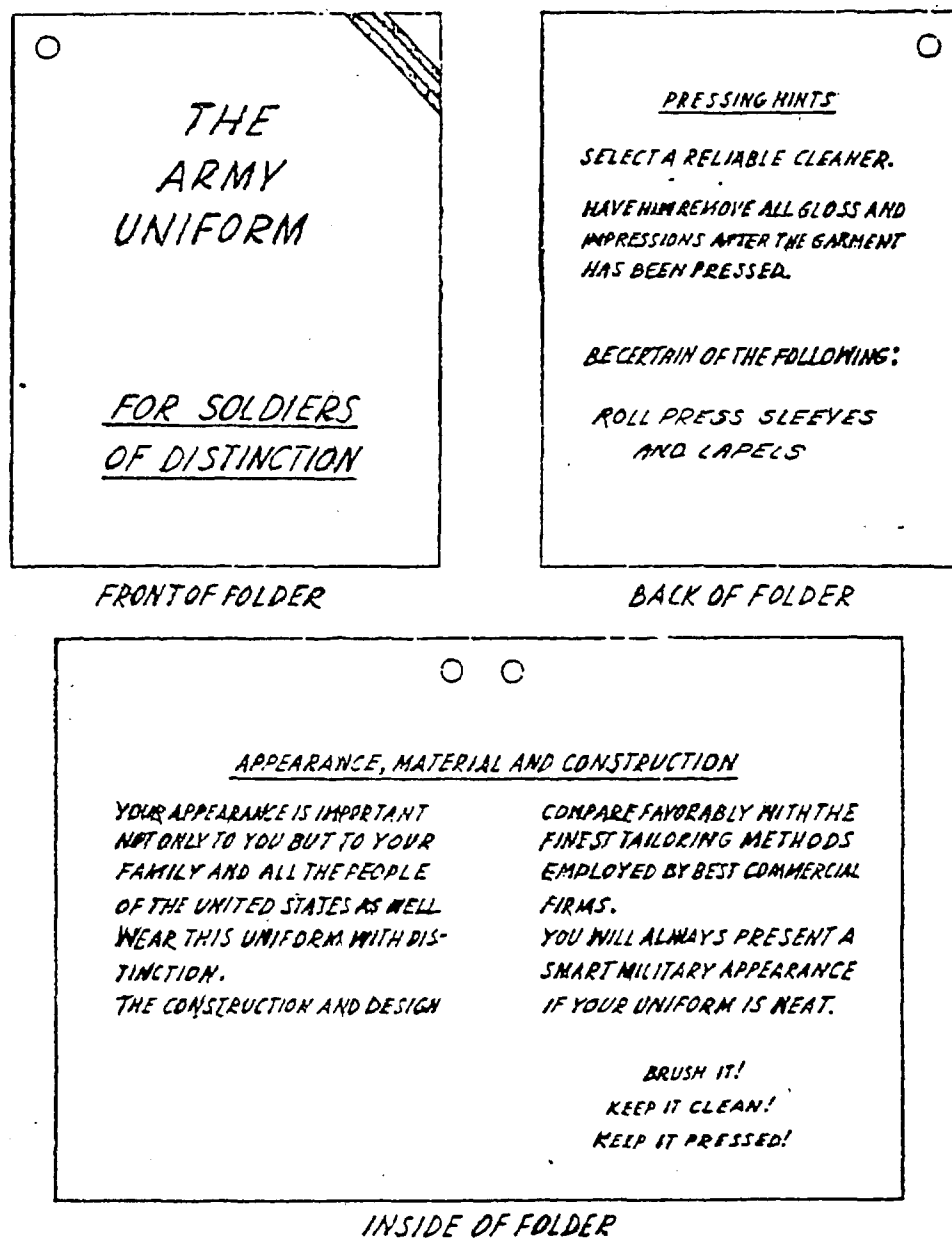 THE
ARMY
UNIFORM
FOR SOLDIERS
OF DISTINCTION
FRONT OF FOLDER
PRESSING HINTS
SELECT A RELIABLE CLEANER.
HAVE HIM REMOVE ALL GLOSS AND
IMPRESSIONS AFTER THE GARMENT
HAS BEEN PRESSED.
BE CERTAIN OF THE FOLLOWING:
ROLL PRESS SLEEVES
AND LAPELS
BACK OF FOLDER
APPEARANCE, MATERIAL AND CONSTRUCTION
YOUR APPEARANCE IS IMPORTANT
NOT ONLY TO YOU BUT TO YOUR
FAMILY AND ALL THE PEOPLE
OF THE UNITED STATES AS WELL
WEAR THIS UNIFORM WITH DIS-
TINCTION.
THE CONSTRUCTION AND DESIGN
COMPARE FAVORABLY WITH THE
FINEST TAILORING METHODS
EMPLOYED BY BEST COMMERCIAL
FIRMS.
YOU WILL ALWAYS PRESENT A
SMART MILITARY APPEARANCE
IF YOUR UNIFORM IS NEAT.
BRUSH IT!
KEEP IT CLEAN!
KEEP IT PRESSED!
INSIDE OF FOLDER